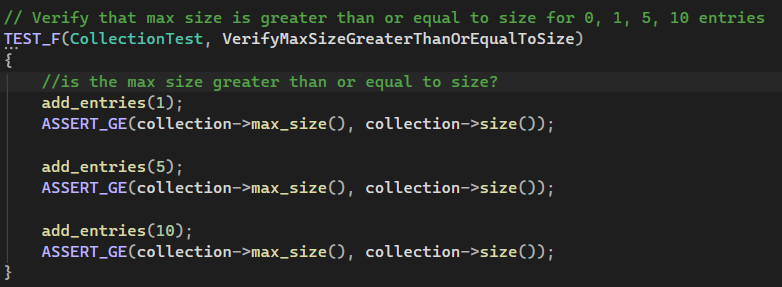 // Verify that max size is greater than or equal to size for 0, 1, 5, 10 entries
TEST_F(CollectionTest, VerifyMaxSizeGreaterThanOrEqualToSize)
{
//is the max size greater than or equal to size?
add_entries(1);
ASSERT_GE(collection->max_size(), collection->size());
add_entries(5);
ASSERT_GE(collection->max_size(), collection->size());
add_entries(10);
ASSERT_GE(collection->max_size(), collection->size());
}